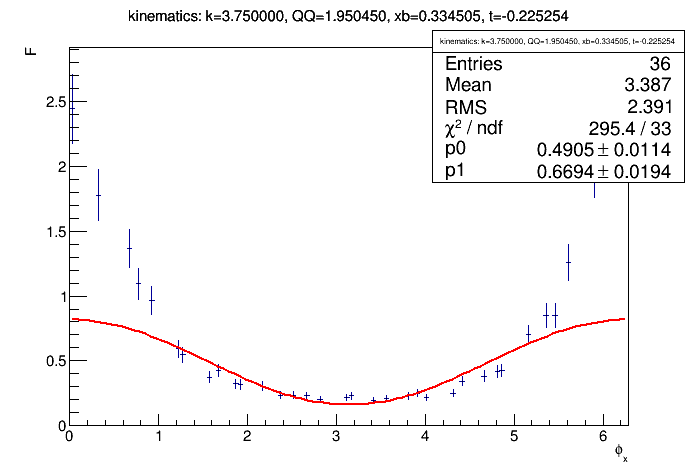 kinematics: k=3.750000, QQ=1.950450, xb=0.334505, t=-0.225254
F
kinematics: k=3.750000, QQ=1.950450, xb=0.334505, t=-0.225254
Entries 36
Mean 3.387
RMS 2.391
χ² / ndf 295.4 / 33
p0 0.4905 ± 0.0114
p1 0.6694 ± 0.0194
2.5
2
1.5
1
0.5
0
0 1 2 3 4 5 6
ϕₓ